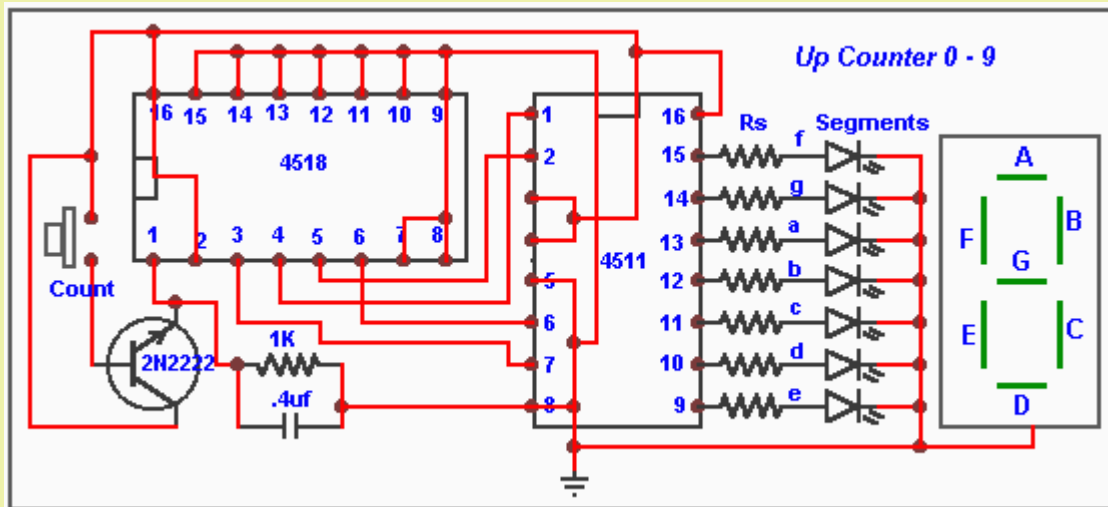 Up Counter 0 - 9
16 15 14 13 12 11 10 9
4518
1 2 3 4 5 6 7 8
Count
2N2222
1K
.4uf
1
2
5
6
7
8
4511
16
15
14
13
12
11
10
9
Rs Segments
f
g
a
b
c
d
e
A
F B
G
E C
D